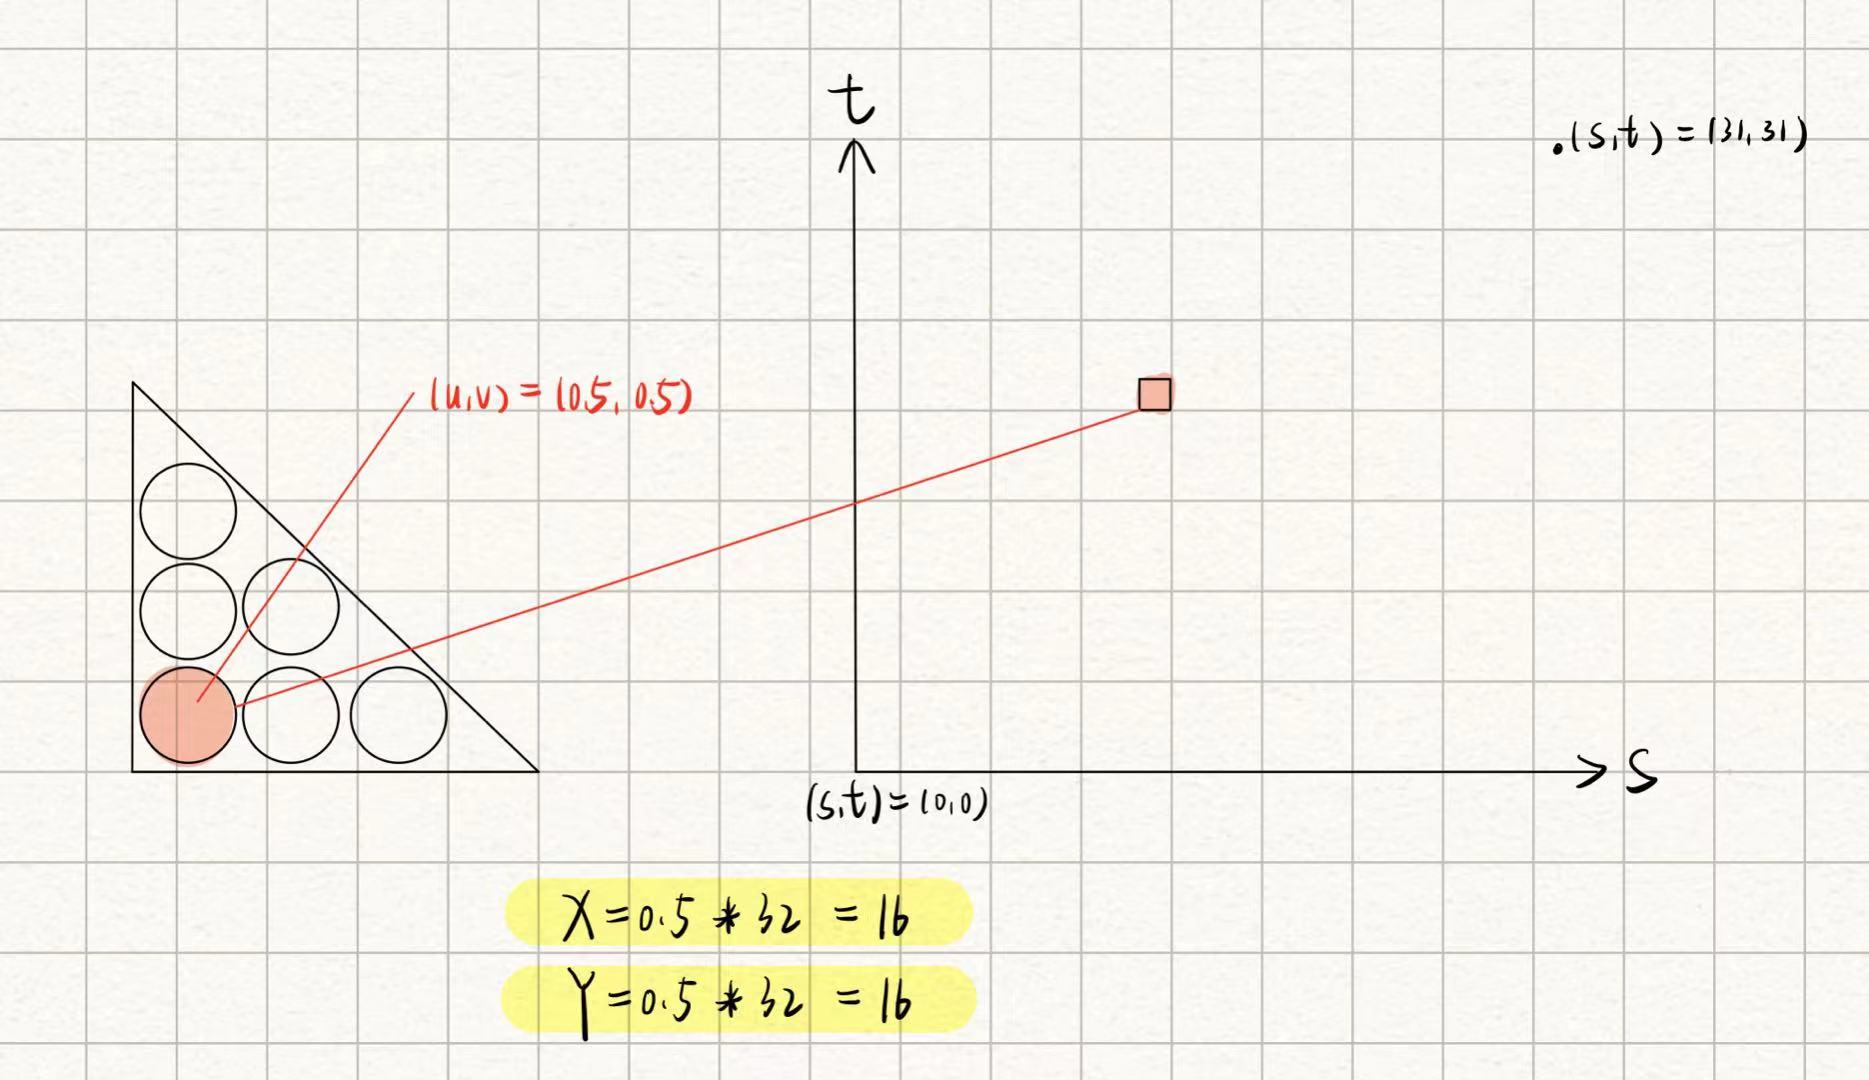 t
.(s,t) = (31,31)
(u,v) = (0.5, 0.5)
s
(s,t) = (0,0)
X = 0.5 * 32 = 16
Y = 0.5 * 32 = 16